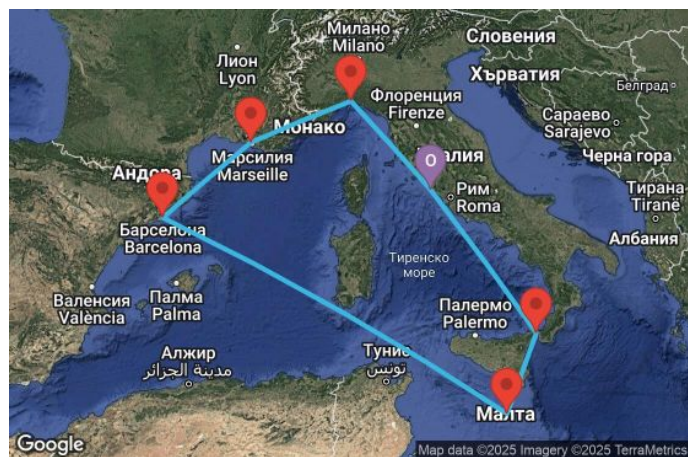 Милано
Milano
Словения
Лион
Lyon
Хърватия
Белград
Флоренция
Firenze
Монако
Сараево
Sarajevo
Марсилия
Marseille
О
алия
Черна гора
Андора
Рим
Roma
Тирана
Tiranë
Барселона
Barcelona
Албания
Тиренско
море
Валенсия
Valencia
Палма
Palma
Палермо
Palermo
Алжир
مدينة الجزائر
Тунис
تونس
Малта
Google
Map data ©2025 Imagery ©2025 TerraMetrics